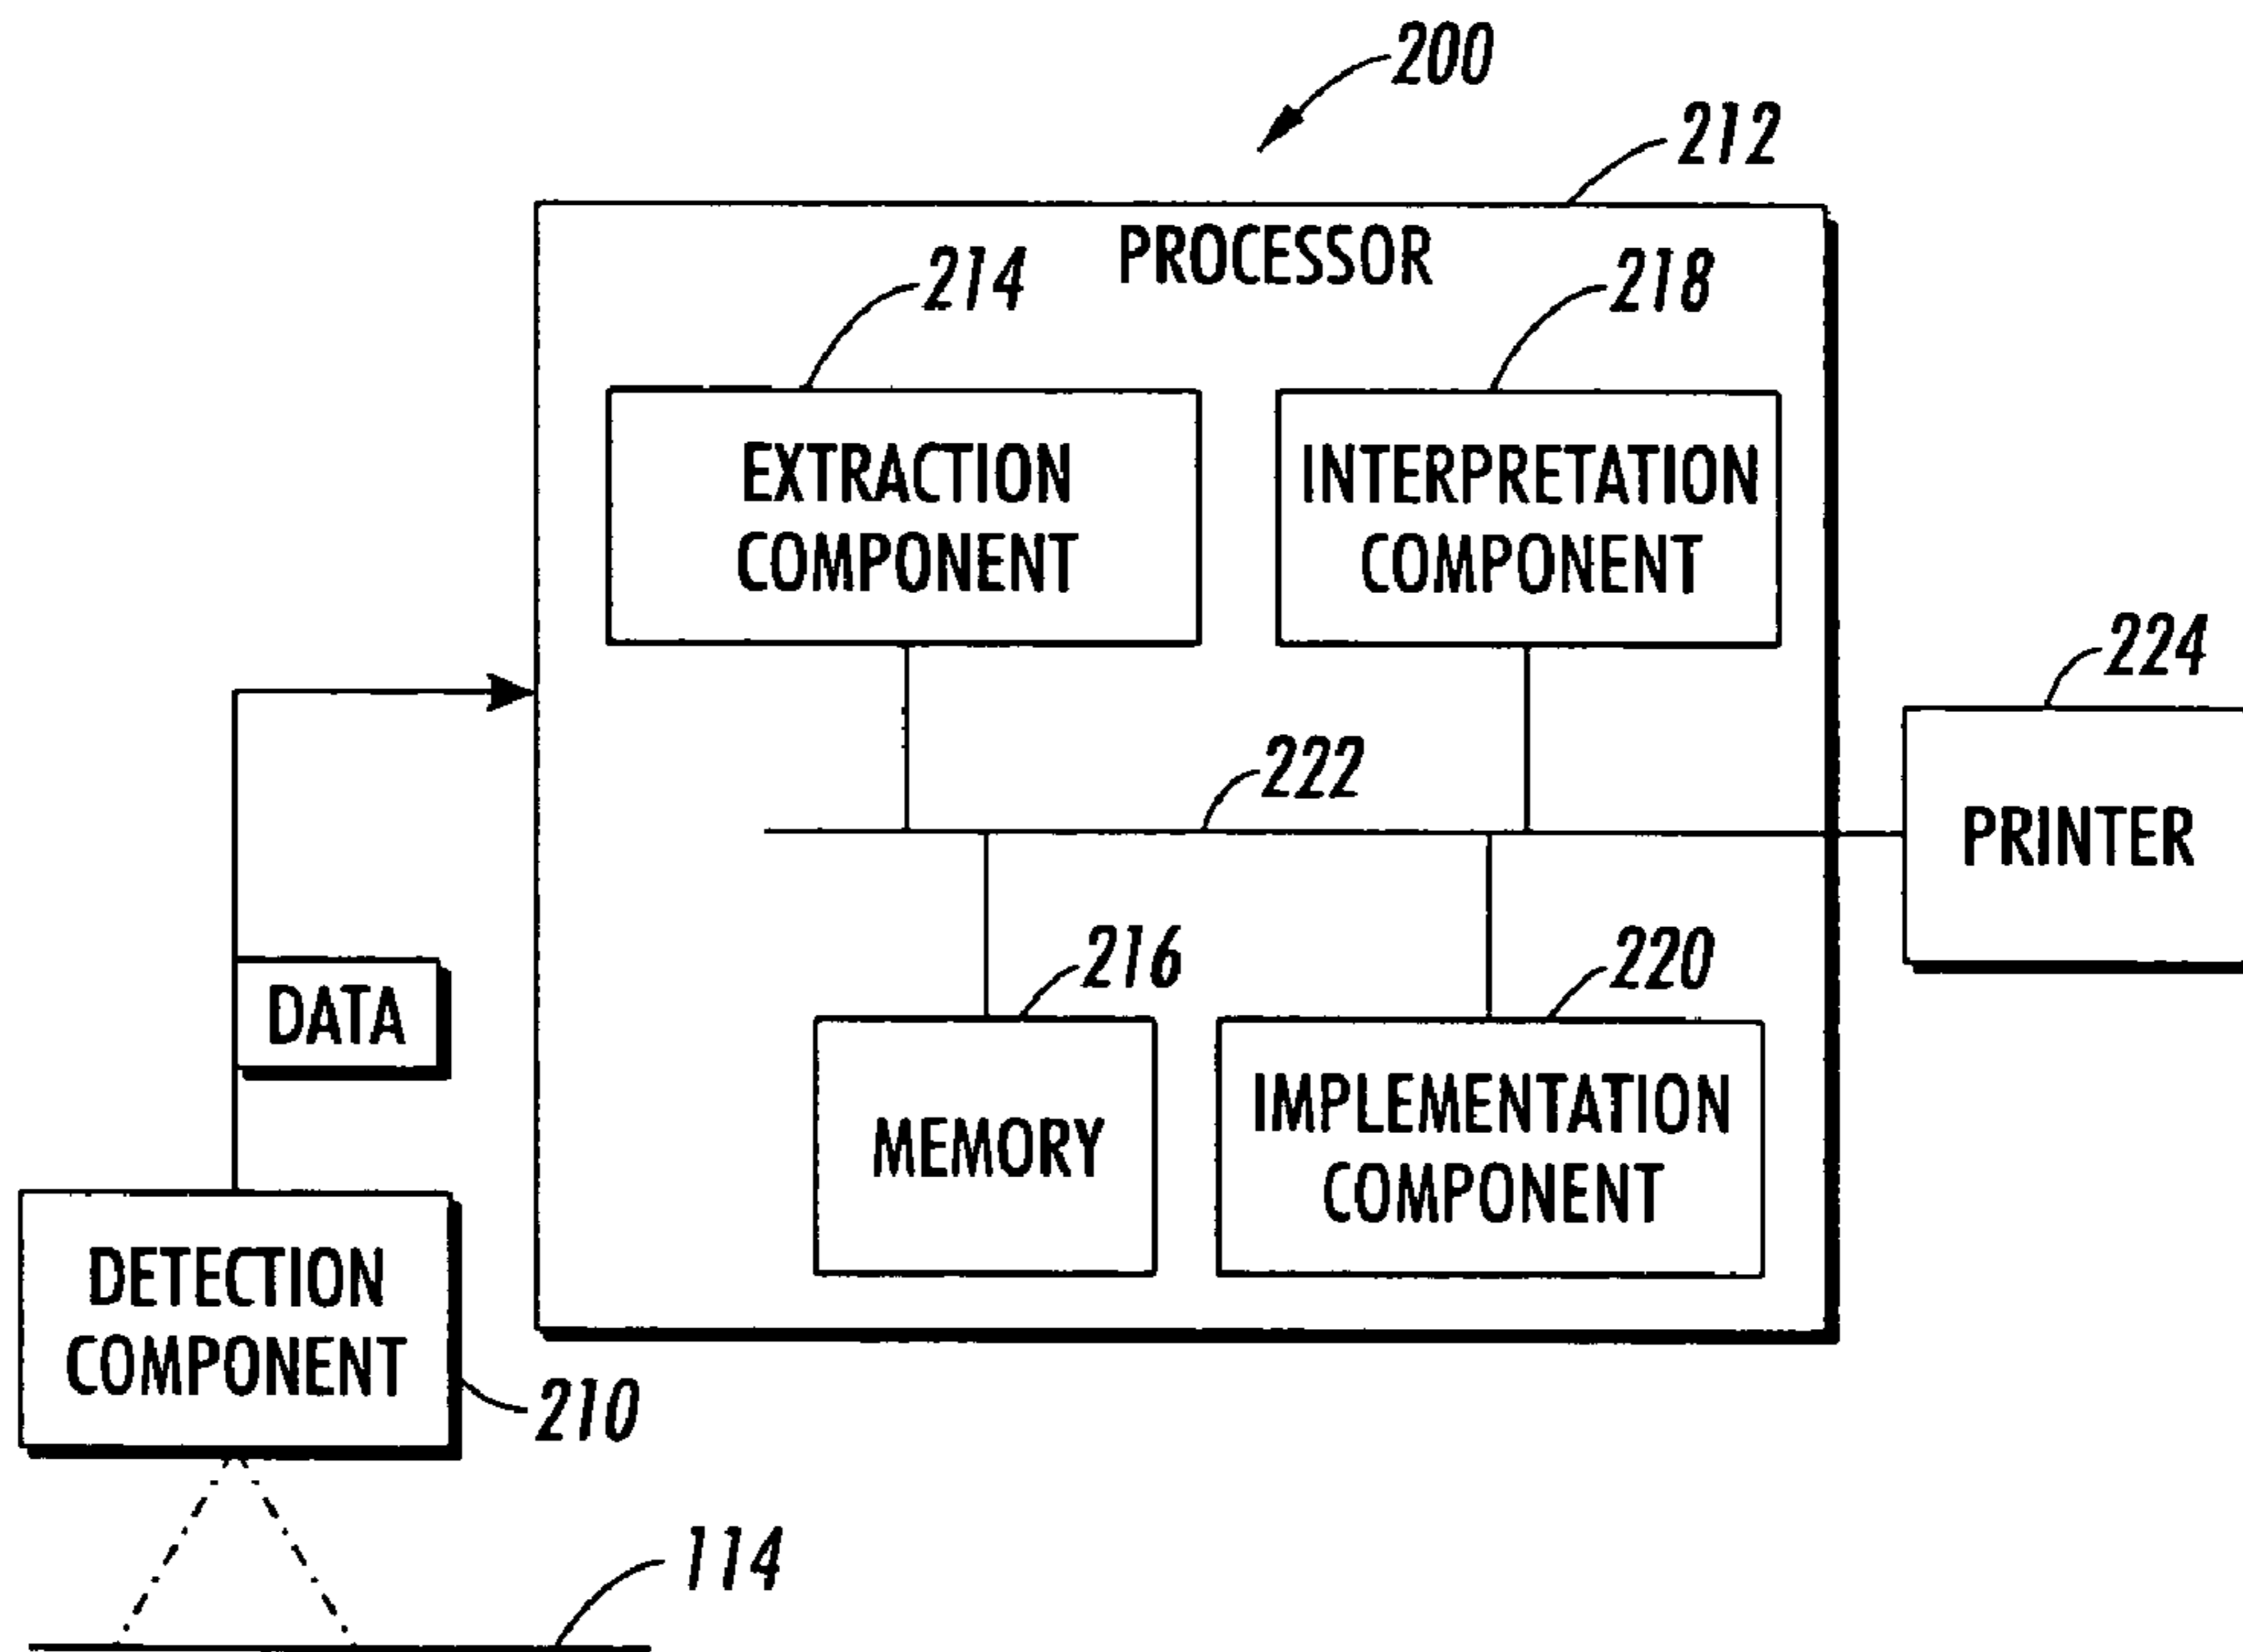 200
212
PROCESSOR
214
218
EXTRACTION
COMPONENT
INTERPRETATION
COMPONENT
224
222
PRINTER
216
220
DATA
MEMORY
IMPLEMENTATION
COMPONENT
DETECTION
COMPONENT
210
114